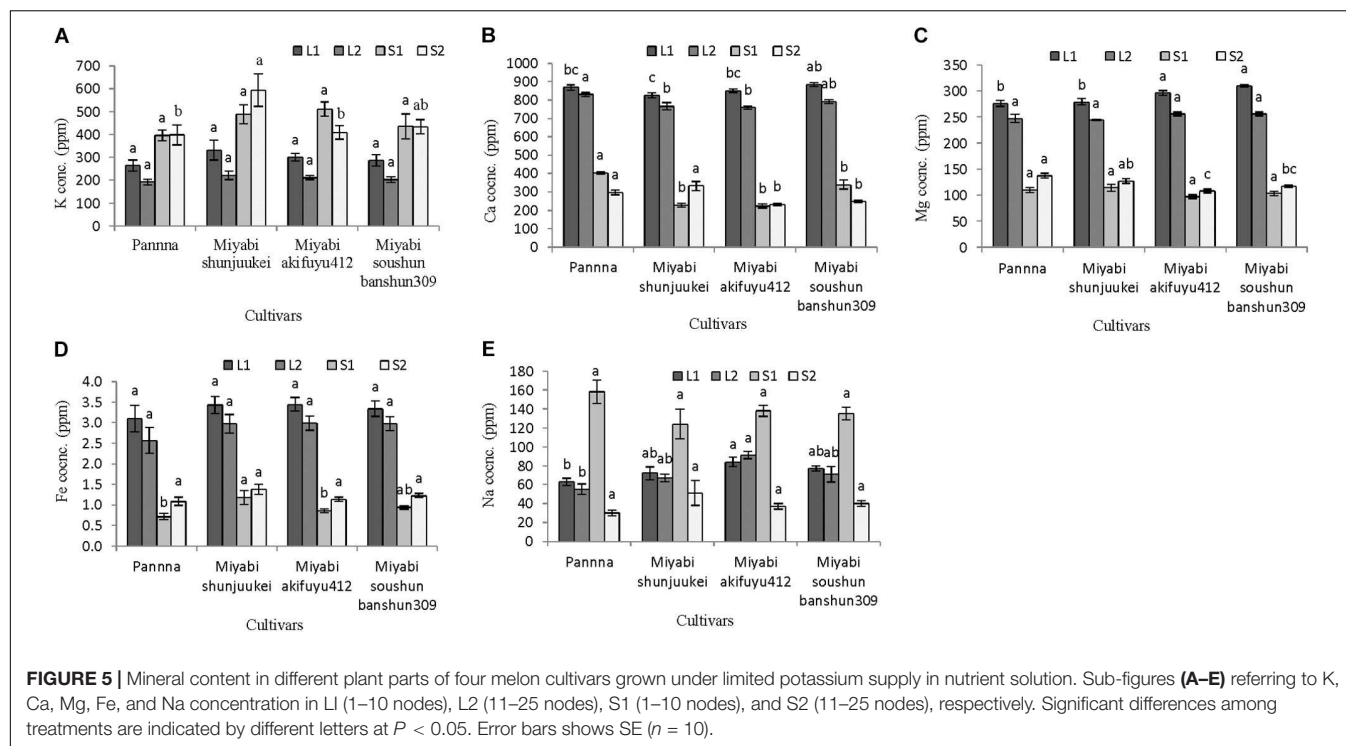 A
L1 L2 S1 S2
K conc. (ppm)
700
600
500
400
300
200
100
0
a a a b
a a a a
a a a b
a a a ab
Pannna
Miyabi shunjuukei
Miyabi akifuyu412
Miyabi soushun banshun309
Cultivars
B
L1 L2 S1 S2
Ca cocnc. (ppm)
1000
900
800
700
600
500
400
300
200
100
0
bc a a a
c b b a
bc b b b
ab ab b b
Pannna
Miyabi shunjuukei
Miyabi akifuyu412
Miyabi soushun banshun309
Cultivars
C
L1 L2 S1 S2
Mg cocnc. (ppm)
350
300
250
200
150
100
50
0
b a a a
b a a ab
a a a c
a a a bc
Pannna
Miyabi shunjuukei
Miyabi akifuyu412
Miyabi soushun banshun309
Cultivars
D
L1 L2 S1 S2
Fe cocnc. (ppm)
4.0
3.5
3.0
2.5
2.0
1.5
1.0
0.5
0.0
a a b a
a a a a
a a b a
a a ab a
Pannna
Miyabi shunjuukei
Miyabi akifuyu412
Miyabi soushun banshun309
Cultivars
E
L1 L2 S1 S2
Na cocnc. (ppm)
180
160
140
120
100
80
60
40
20
0
b b a a
ab ab a a
a a a a
ab ab a a
Pannna
Miyabi shunjuukei
Miyabi akifuyu412
Miyabi soushun banshun309
Cultivars
FIGURE 5 | Mineral content in different plant parts of four melon cultivars grown under limited potassium supply in nutrient solution. Sub-figures (A–E) referring to K,
Ca, Mg, Fe, and Na concentration in LI (1–10 nodes), L2 (11–25 nodes), S1 (1–10 nodes), and S2 (11–25 nodes), respectively. Significant differences among
treatments are indicated by different letters at P < 0.05. Error bars shows SE (n = 10).